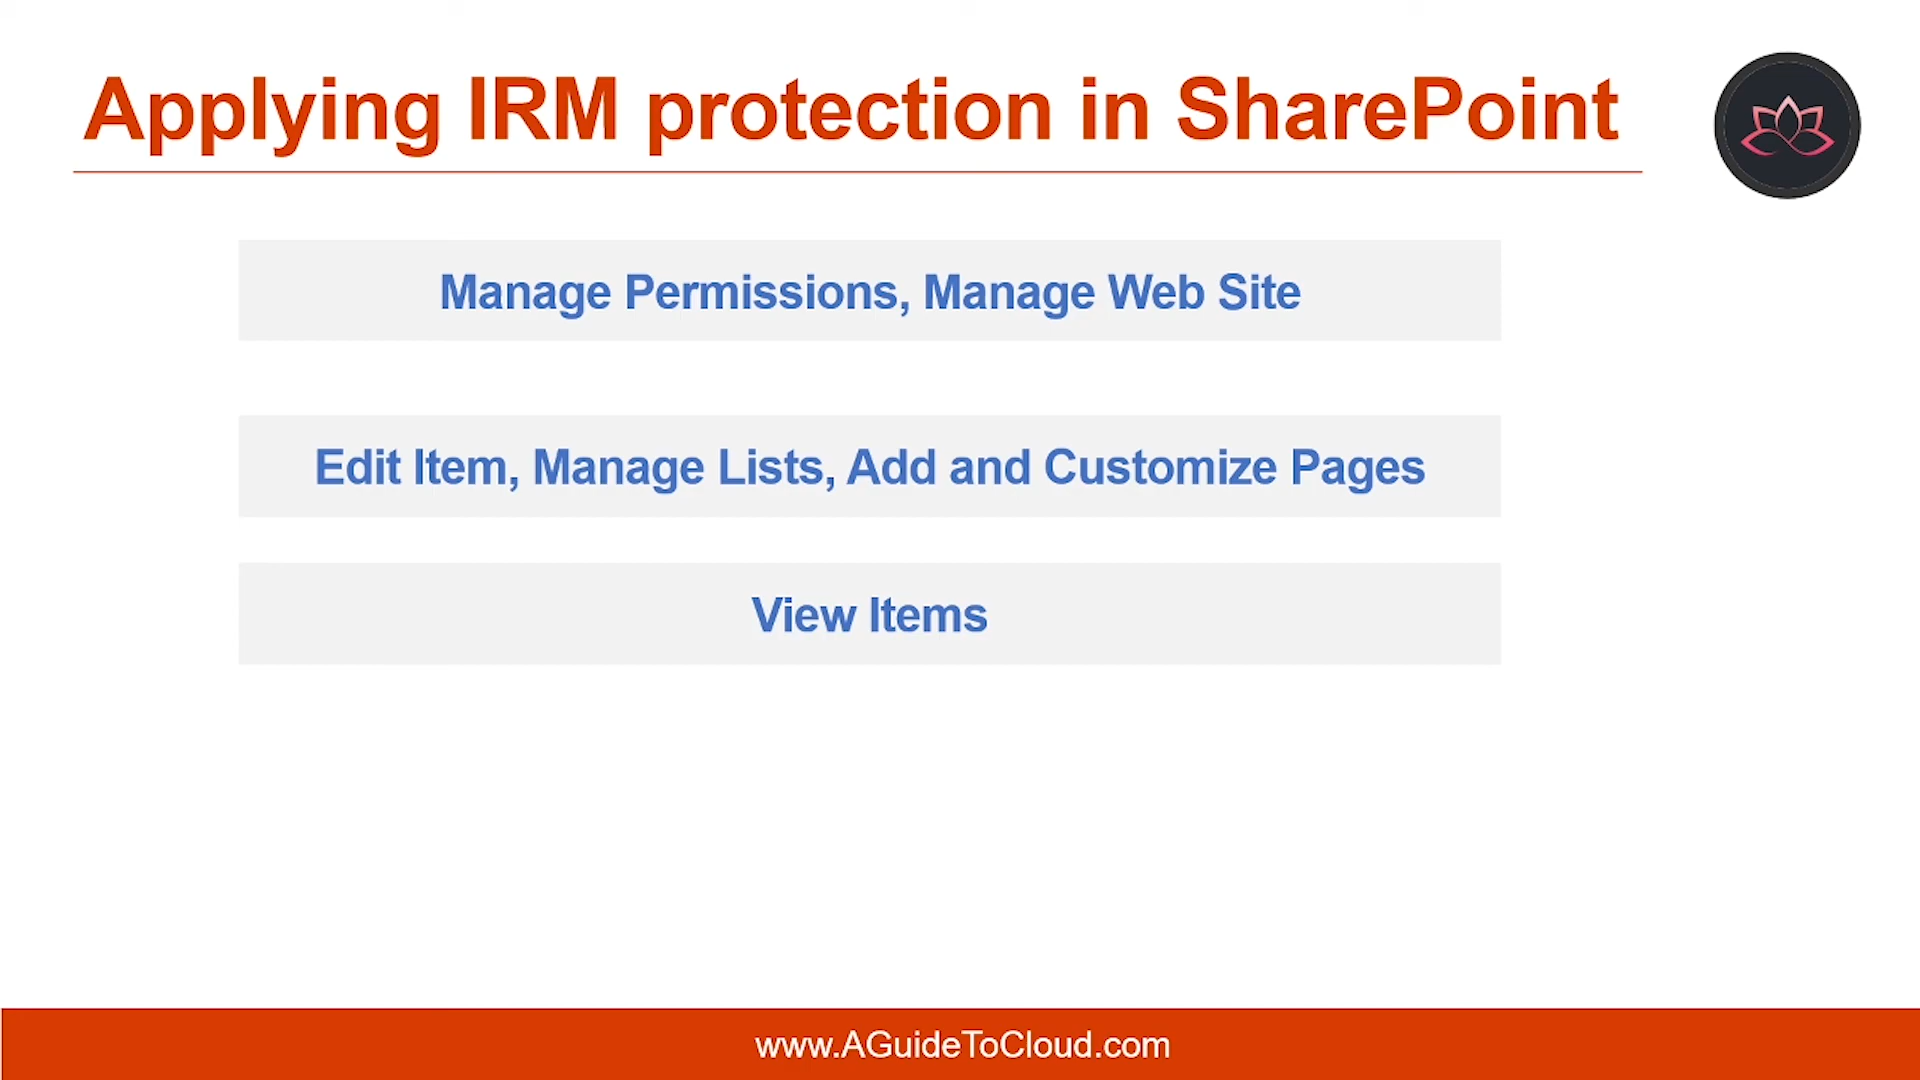 Applying IRM protection in SharePoint
Manage Permissions, Manage Web Site
Edit Item, Manage Lists, Add and Customize Pages
View Items
www.AGuideToCloud.com